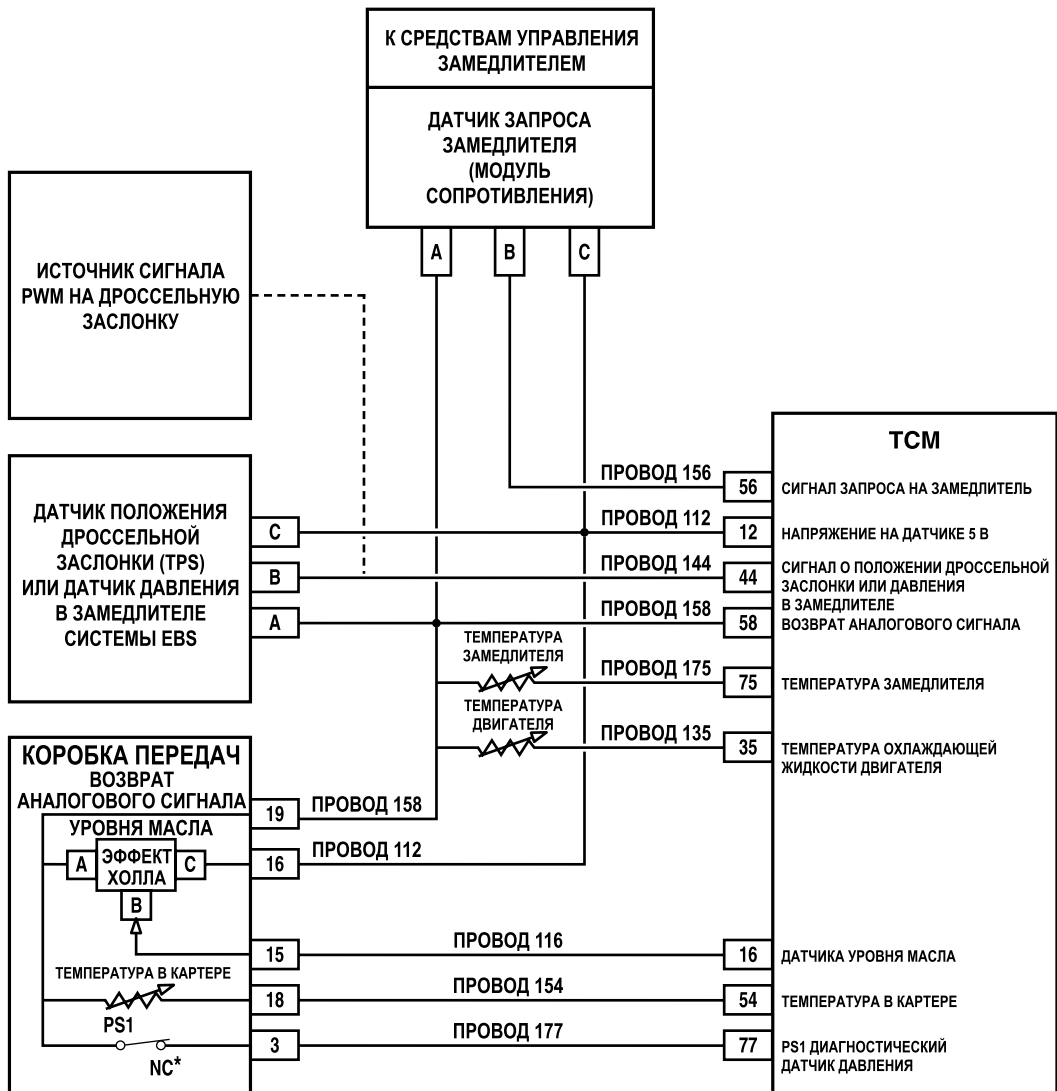 К СРЕДСТВАМ УПРАВЛЕНИЯ
ЗАМЕДЛИТЕЛЕМ
ДАТЧИК ЗАПРОСА
ЗАМЕДЛИТЕЛЯ
(МОДУЛЬ
СОПРОТИВЛЕНИЯ)
A B C
ИСТОЧНИК СИГНАЛА
PWM НА ДРОССЕЛЬНУЮ
ЗАСЛОНКУ
ДАТЧИК ПОЛОЖЕНИЯ
ДРОССЕЛЬНОЙ
ЗАСЛОНКИ (TPS)
ИЛИ ДАТЧИК ДАВЛЕНИЯ
В ЗАМЕДЛИТЕЛЕ
СИСТЕМЫ EBS
C
B
A
TCM
ПРОВОД 156 56 СИГНАЛ ЗАПРОСА НА ЗАМЕДЛИТЕЛЬ
ПРОВОД 112 12 НАПРЯЖЕНИЕ НА ДАТЧИКЕ 5 В
ПРОВОД 144 44 СИГНАЛ О ПОЛОЖЕНИИ ДРОССЕЛЬНОЙ
ЗАСЛОНКИ ИЛИ ДАВЛЕНИЯ
В ЗАМЕДЛИТЕЛЕ
ПРОВОД 158 58 ВОЗВРАТ АНАЛОГОВОГО СИГНАЛА
ТЕМПЕРАТУРА
ЗАМЕДЛИТЕЛЯ
ПРОВОД 175 75 ТЕМПЕРАТУРА ЗАМЕДЛИТЕЛЯ
ТЕМПЕРАТУРА
ДВИГАТЕЛЯ
ПРОВОД 135 35 ТЕМПЕРАТУРА ОХЛАЖДАЮЩЕЙ
ЖИДКОСТИ ДВИГАТЕЛЯ
КОРОБКА ПЕРЕДАЧ
ВОЗВРАТ
АНАЛОГОВОГО СИГНАЛА
19 ПРОВОД 158
УРОВНЯ МАСЛА
A ЭФФЕКТ
ХОЛЛА C
B
16 ПРОВОД 112
15 ПРОВОД 116 16 ДАТЧИКА УРОВНЯ МАСЛА
ТЕМПЕРАТУРА В КАРТЕРЕ
18 ПРОВОД 154 54 ТЕМПЕРАТУРА В КАРТЕРЕ
PS1
NC*
3 ПРОВОД 177 77 PS1 ДИАГНОСТИЧЕСКИЙ
ДАТЧИК ДАВЛЕНИЯ